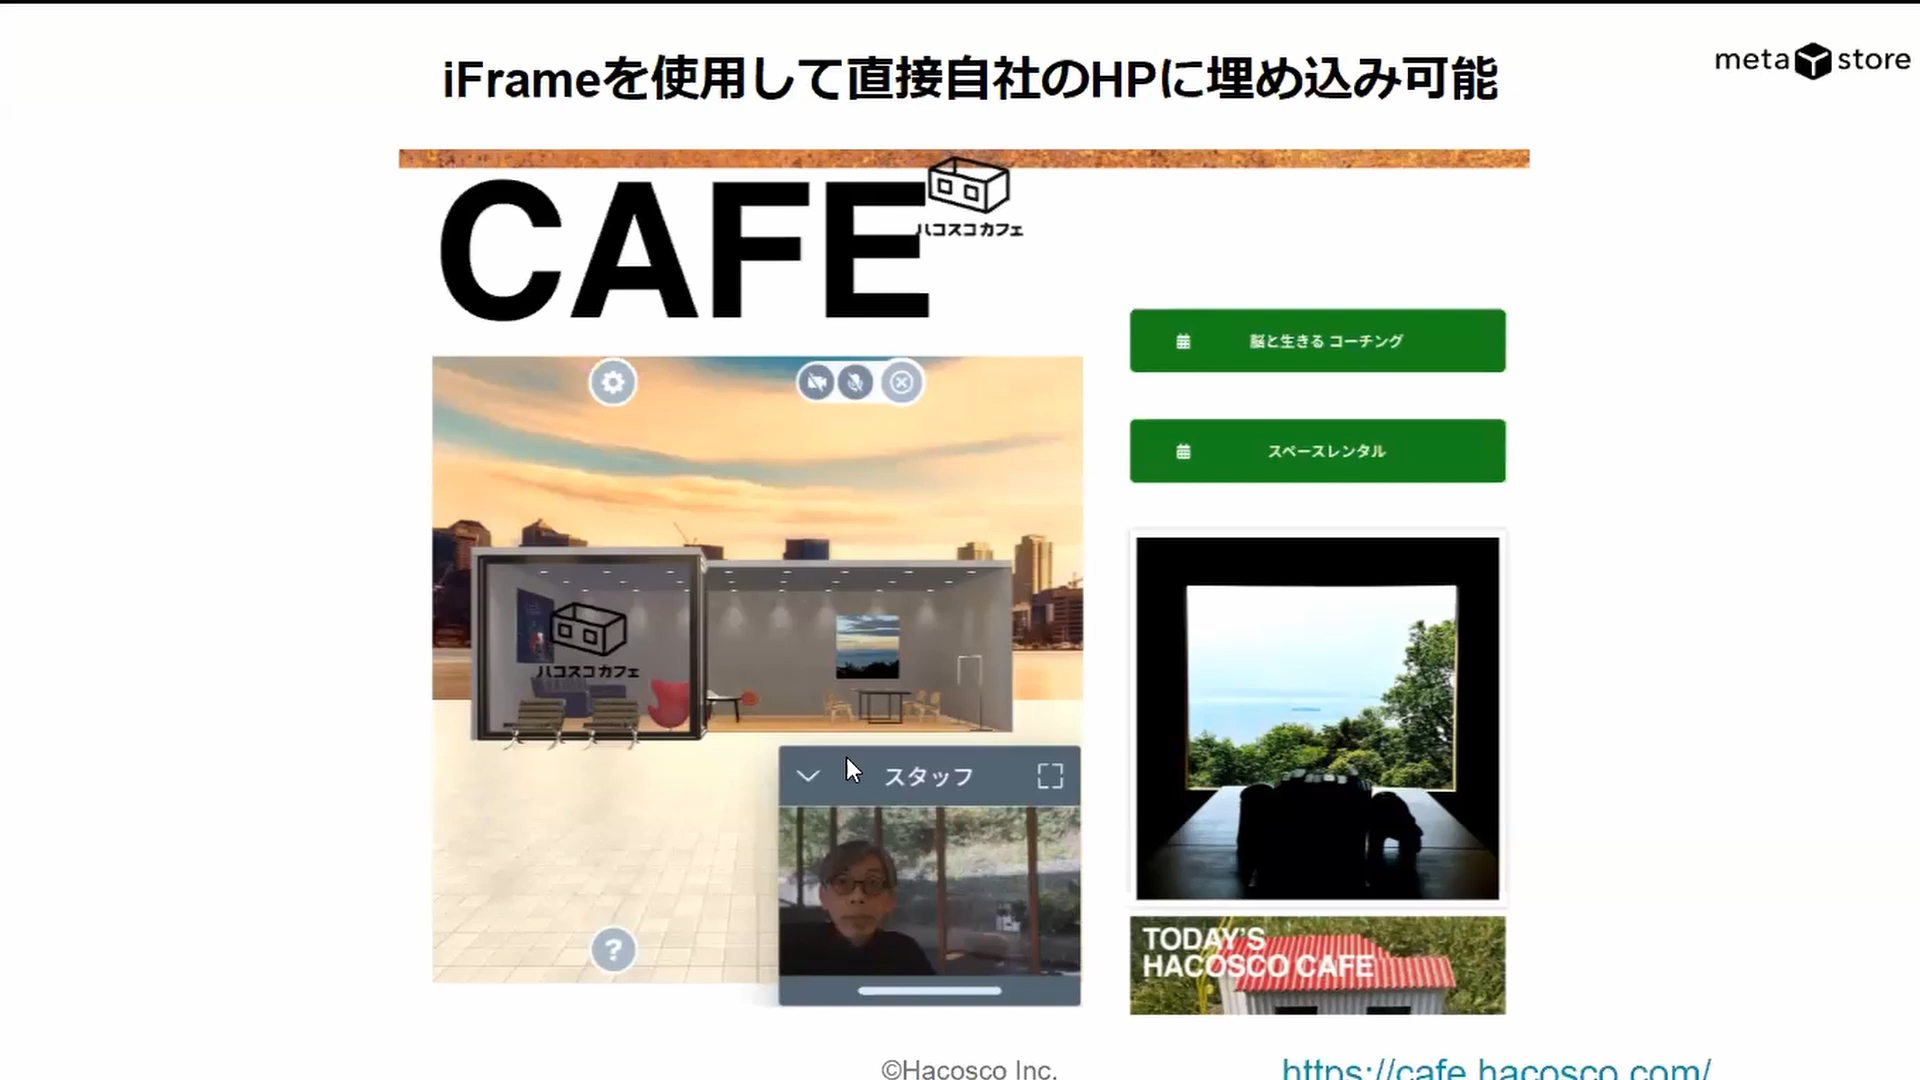 iFrameを使用して直接自社のHPに埋め込み可能
meta store
CAFE
ハコスコカフェ
脳と生きる コーチング
スペースレンタル
ハコスコカフェ
スタッフ
?
TODAY'S
HACOSCO CAFE
©Hacosco Inc.
https://cafe.hacosco.com/